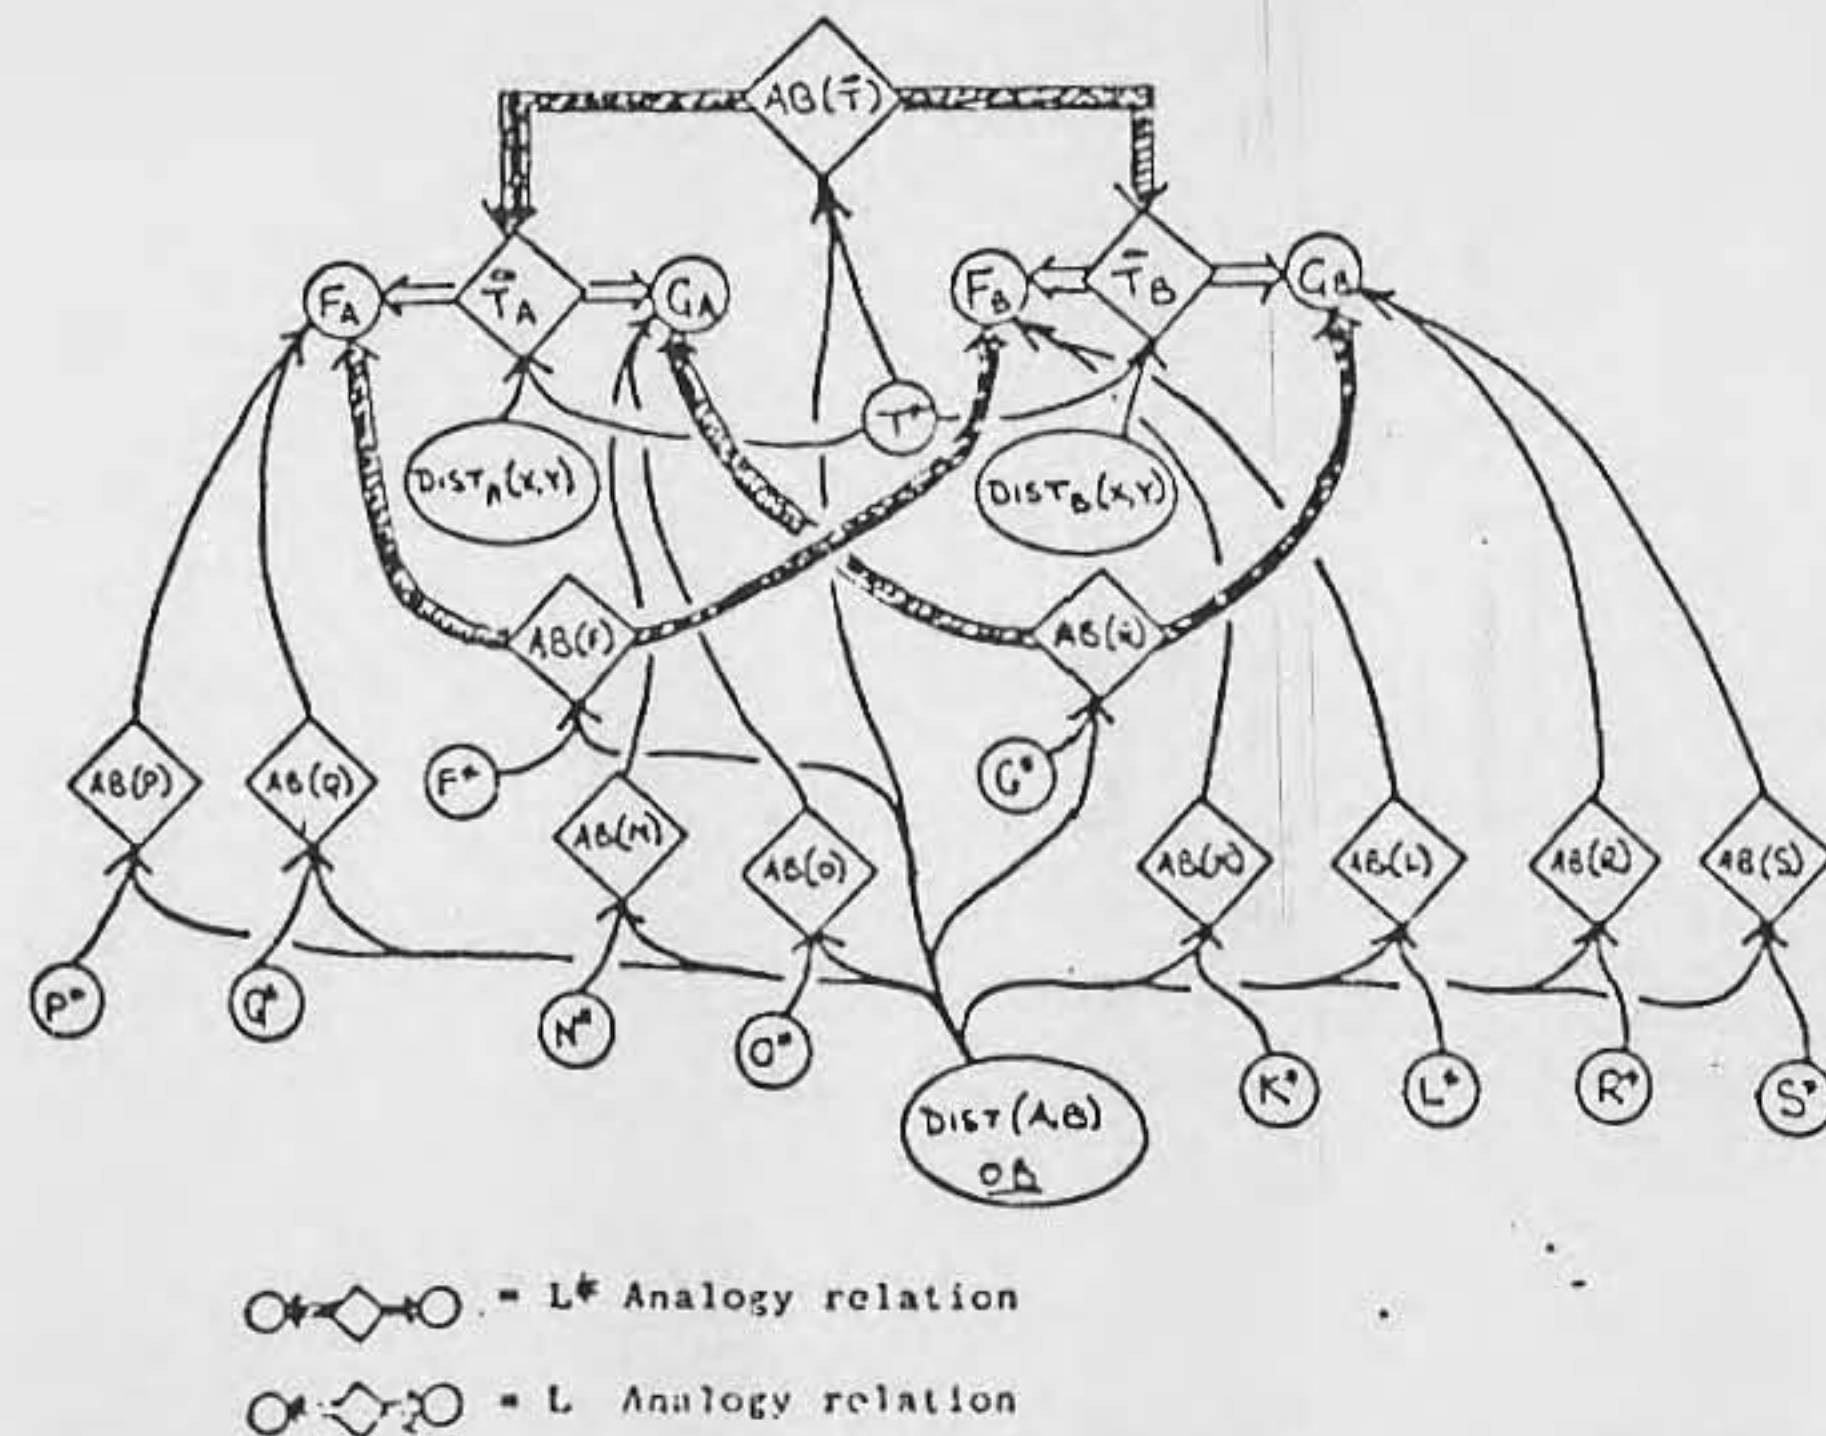 AB(T̄)
FA
T̄A
GA
FB
T̄B
GB
T*
DISTA(X,Y)
DISTB(X,Y)
AB(F)
AB(G)
AB(P)
AB(Q)
F*
G*
AB(N)
AB(O)
AB(K)
AB(L)
AB(R)
AB(S)
P*
Q*
N*
O*
K*
L*
R*
S*
DIST(A,B)
= L* Analogy relation
= L Analogy relation